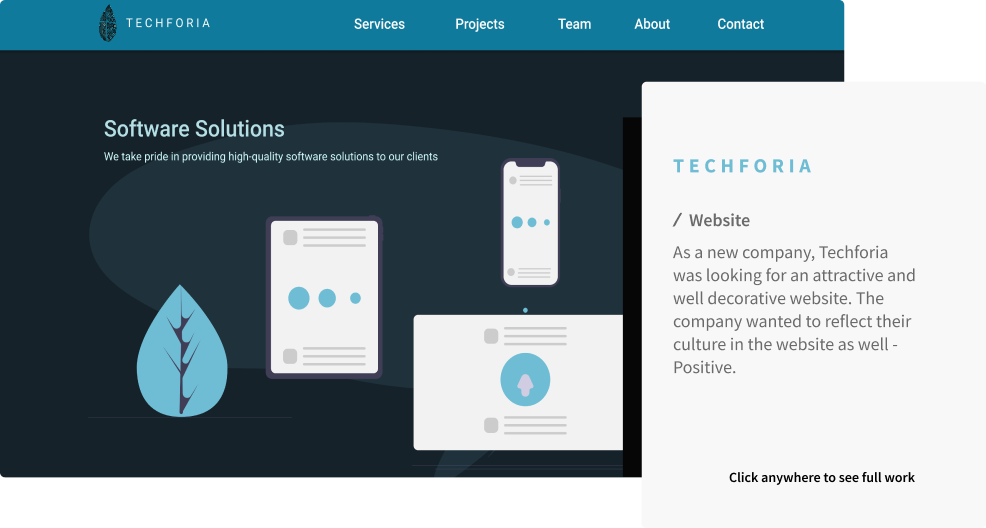 TECHFORIA
Services
Projects
Team
About
Contact
Software Solutions
We take pride in providing high-quality software solutions to our clients
TECHFORIA
/ Website
As a new company, Techforia
was looking for an attractive and
well decorative website. The
company wanted to reflect their
culture in the website as well -
Positive.
Click anywhere to see full work